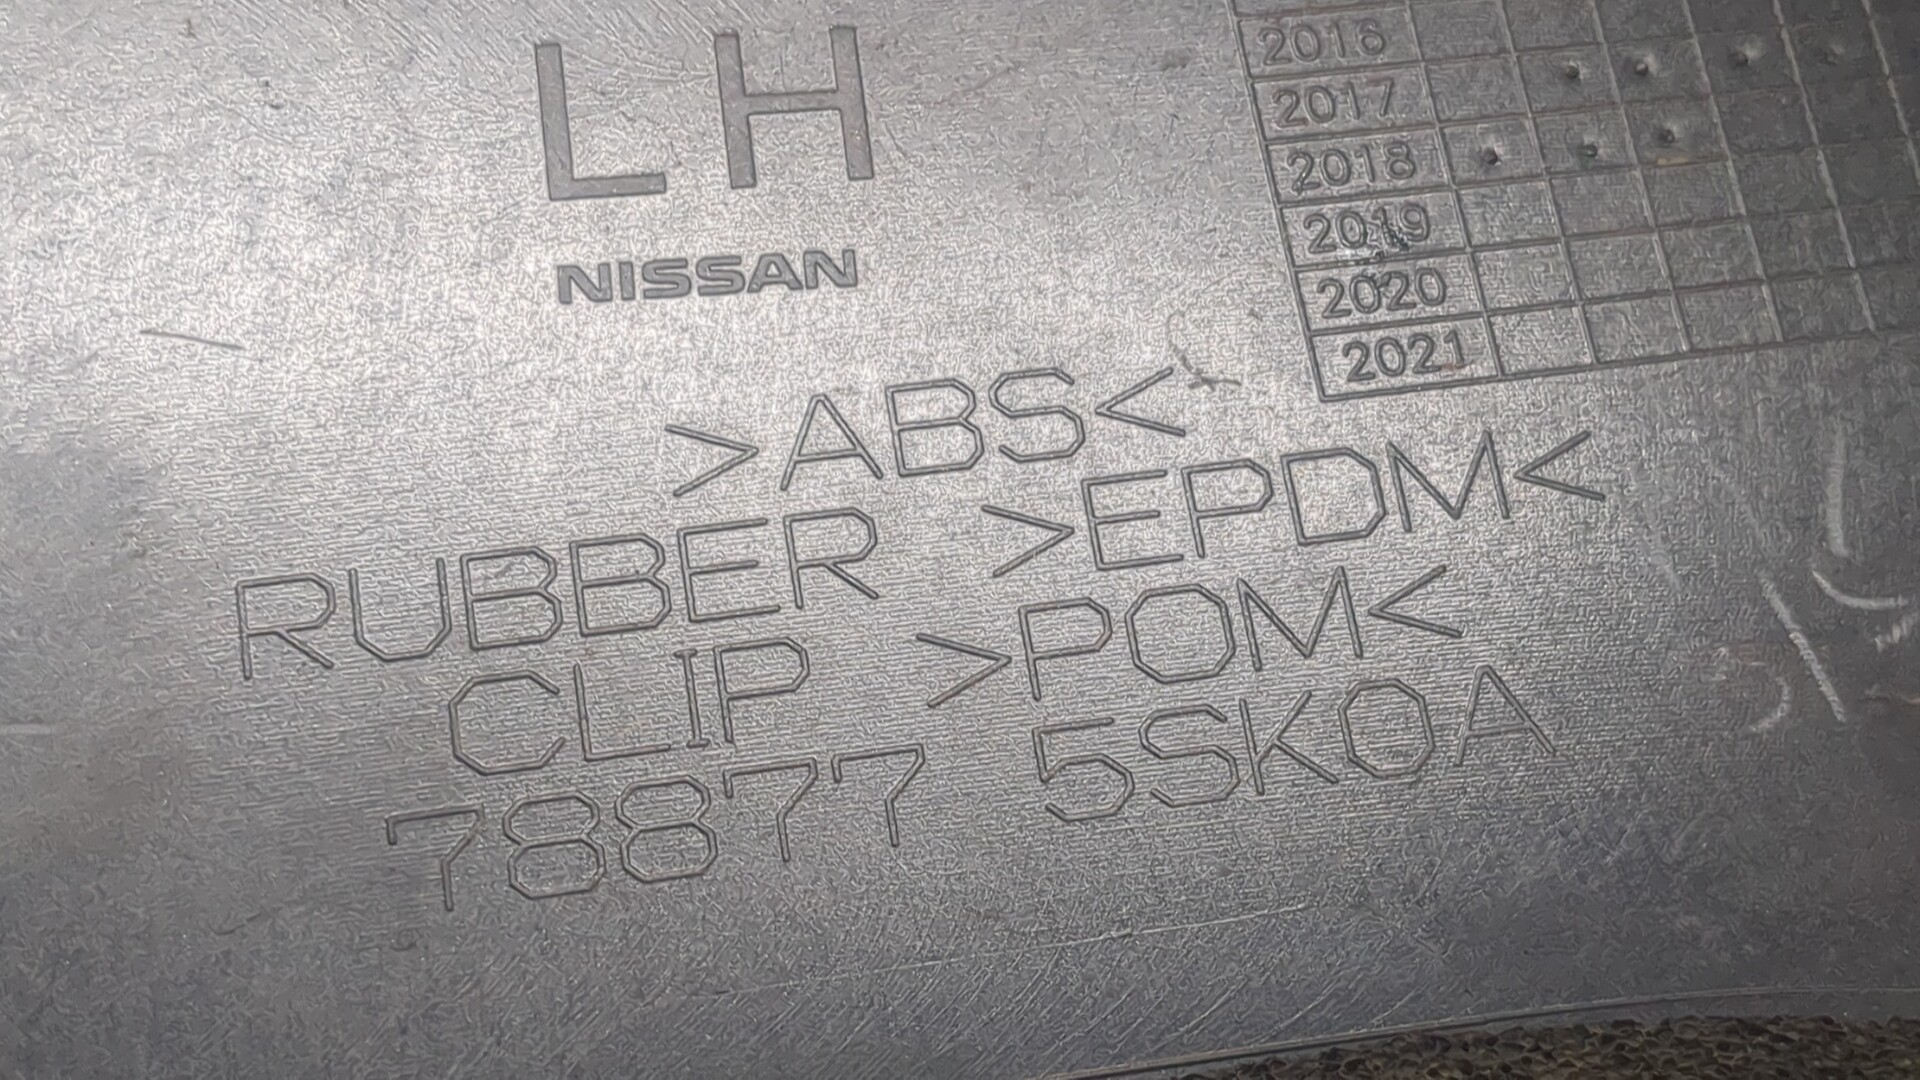 LH
NISSAN
2016
2017
2018
2019
2020
2021
>ABS<
RUBBER >EPDM<
CLIP >POM<
78877 5SK0A